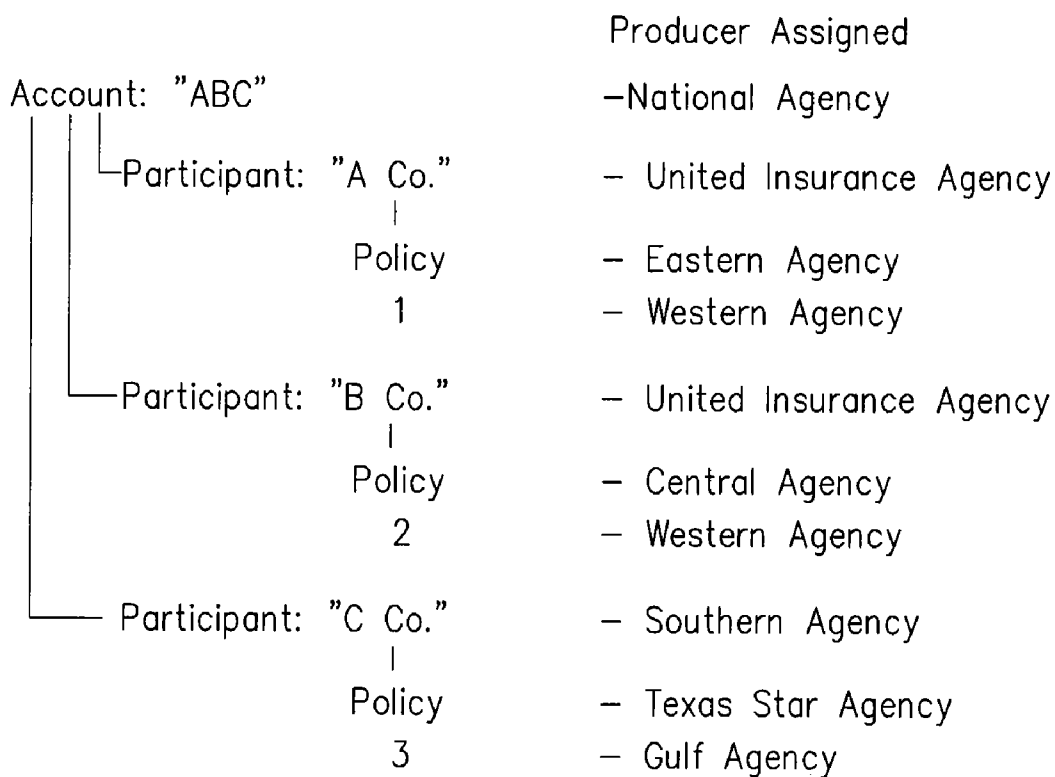 Producer Assigned
Account: "ABC" –National Agency
Participant: "A Co." – United Insurance Agency
Policy – Eastern Agency
1 – Western Agency
Participant: "B Co." – United Insurance Agency
Policy – Central Agency
2 – Western Agency
Participant: "C Co." – Southern Agency
Policy – Texas Star Agency
3 – Gulf Agency